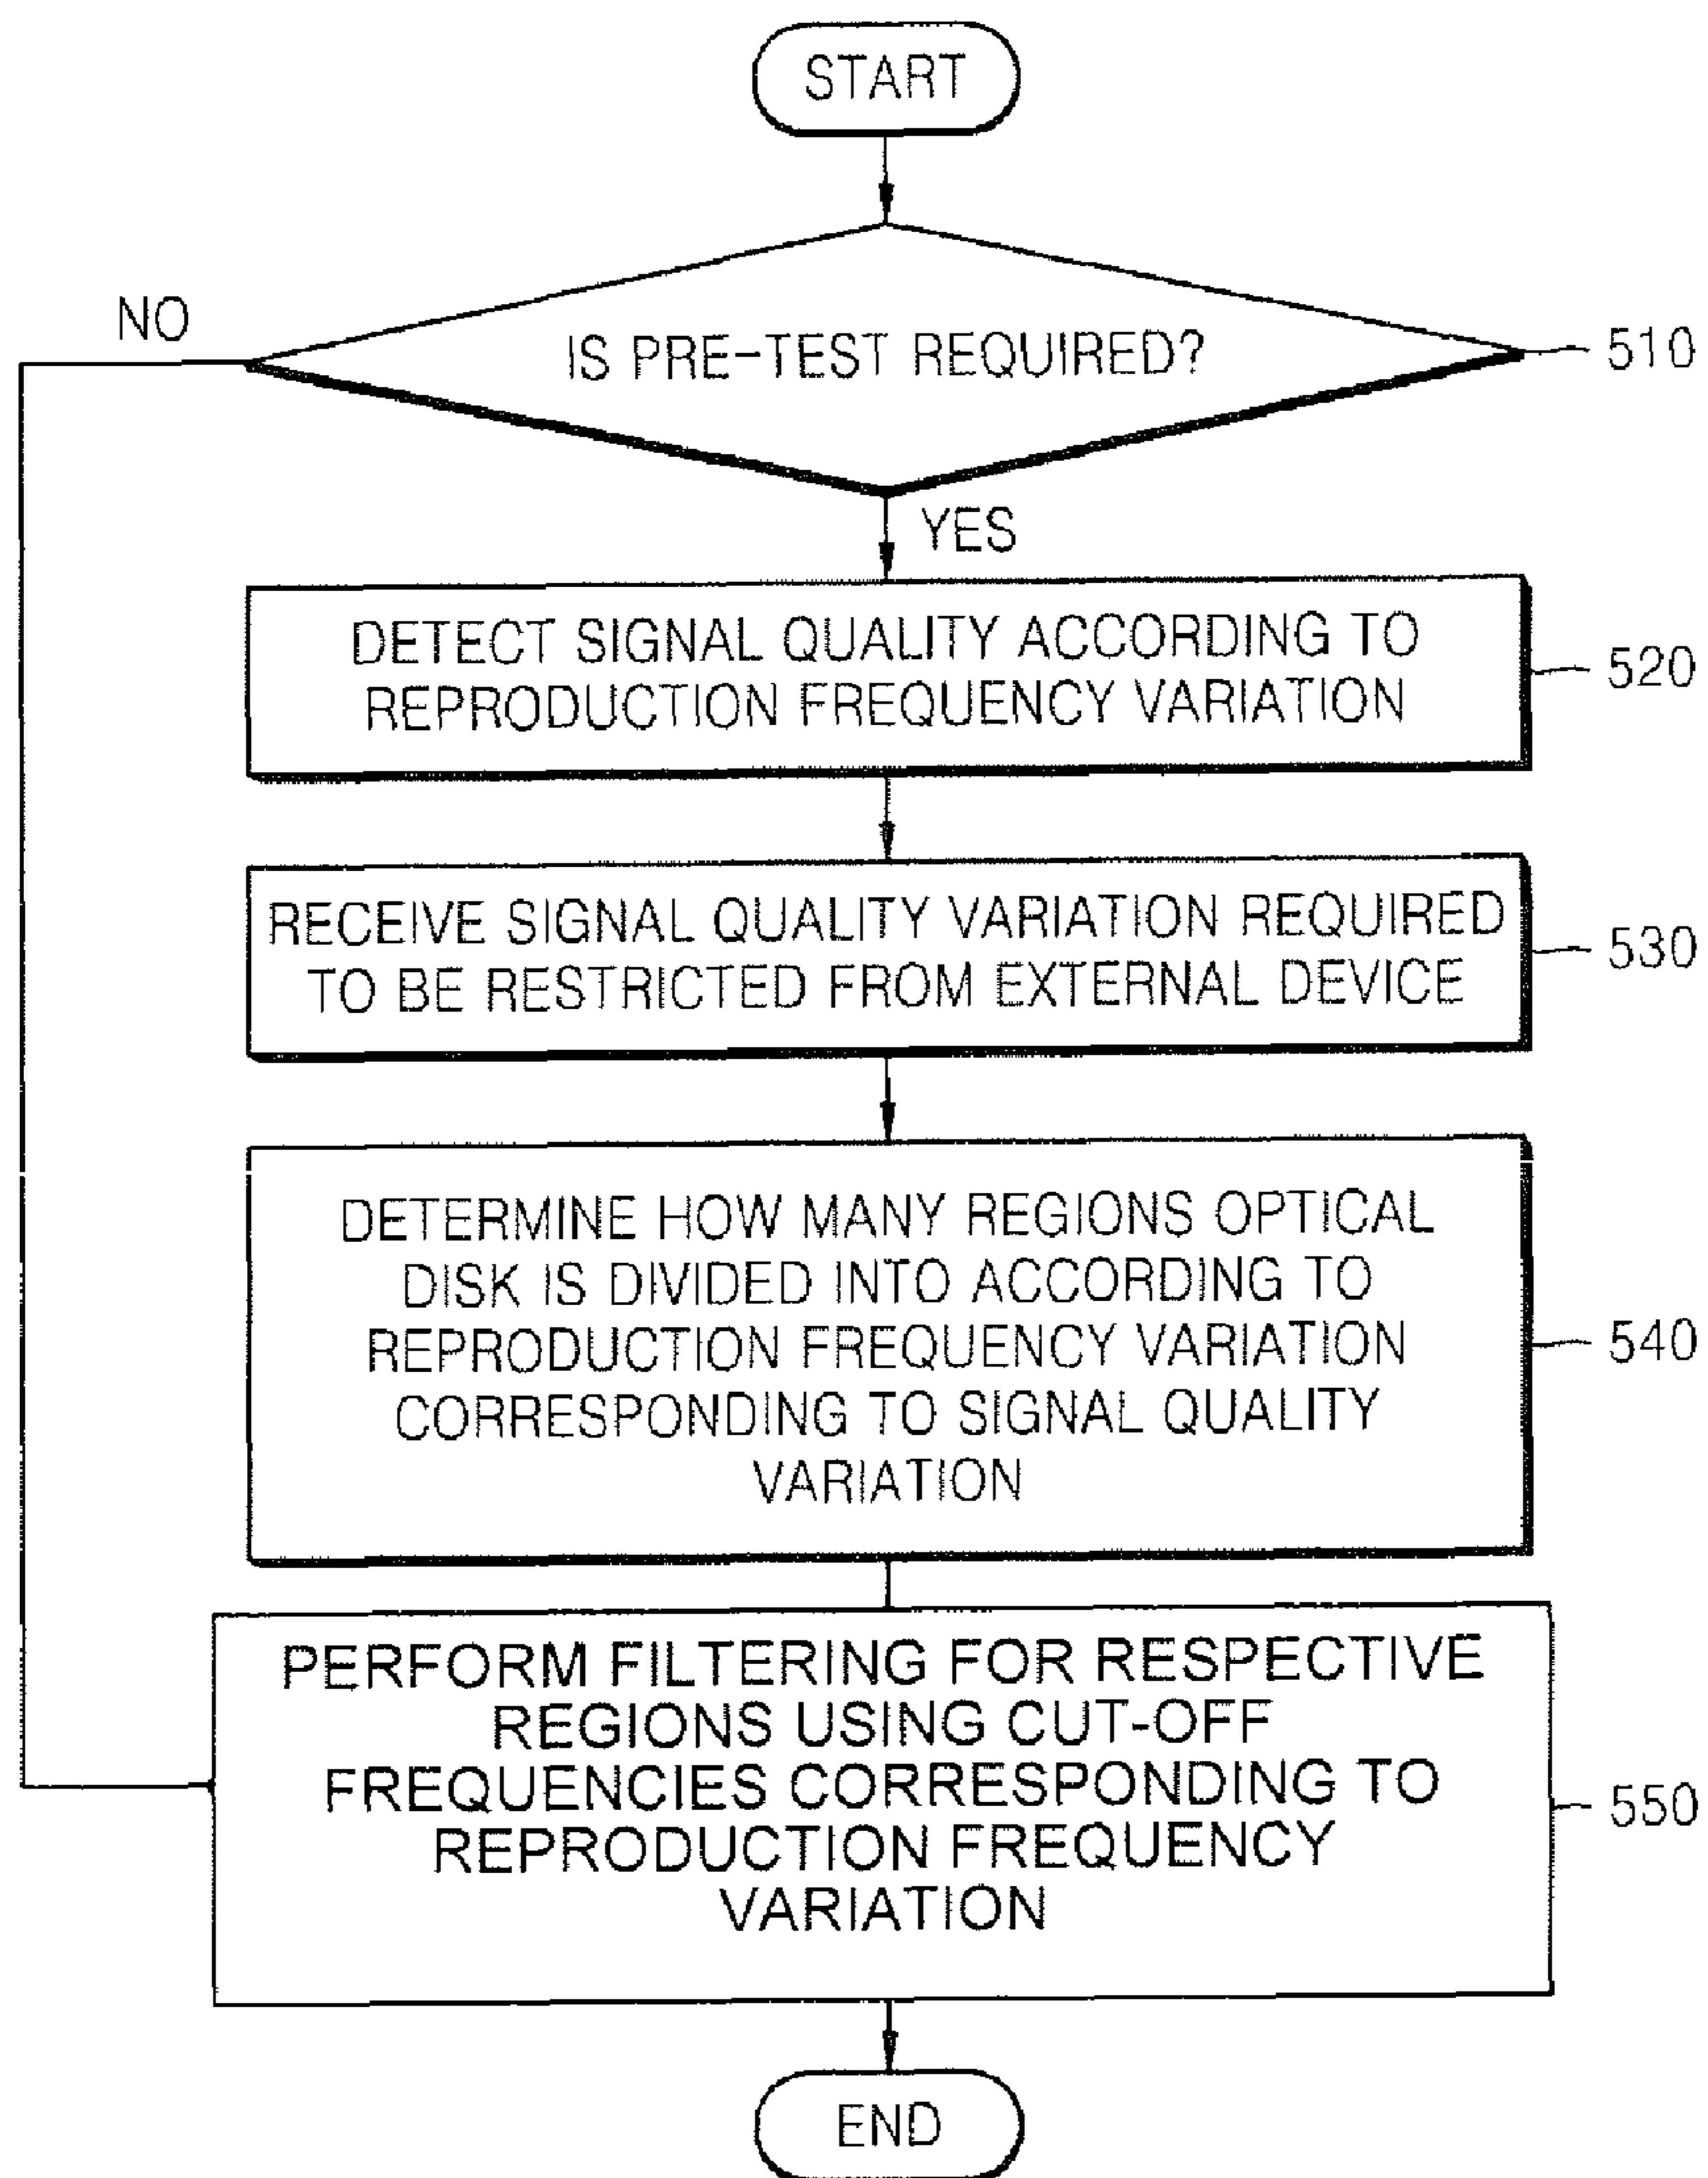 START
NO
IS PRE-TEST REQUIRED?
510
YES
DETECT SIGNAL QUALITY ACCORDING TO
REPRODUCTION FREQUENCY VARIATION
520
RECEIVE SIGNAL QUALITY VARIATION REQUIRED
TO BE RESTRICTED FROM EXTERNAL DEVICE
530
DETERMINE HOW MANY REGIONS OPTICAL
DISK IS DIVIDED INTO ACCORDING TO
REPRODUCTION FREQUENCY VARIATION
CORRESPONDING TO SIGNAL QUALITY
VARIATION
540
PERFORM FILTERING FOR RESPECTIVE
REGIONS USING CUT-OFF
FREQUENCIES CORRESPONDING TO
REPRODUCTION FREQUENCY
VARIATION
550
END